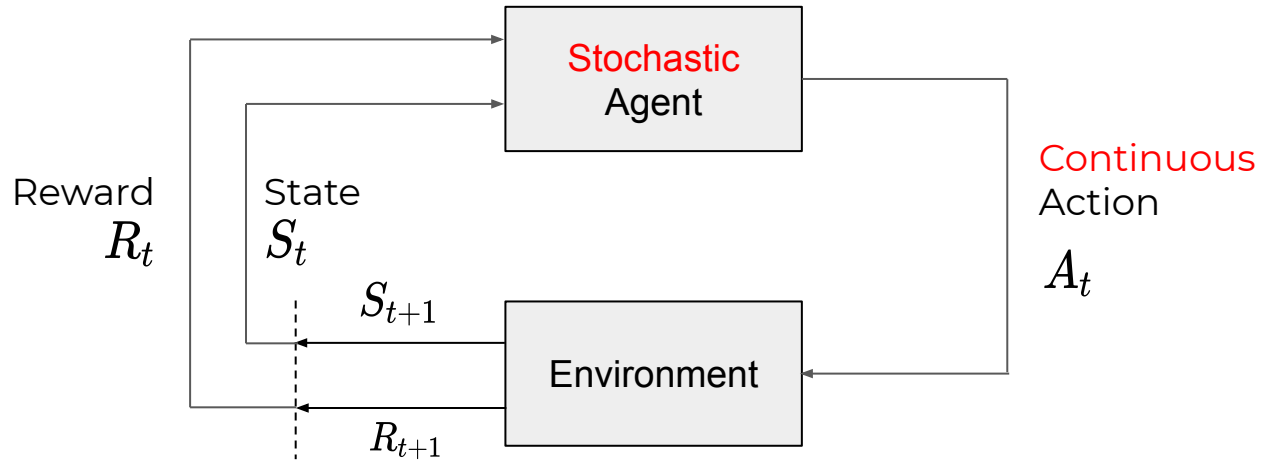 Stochastic
Agent
Continuous
Action
A_t
Reward
R_t
State
S_t
S_{t+1}
Environment
R_{t+1}